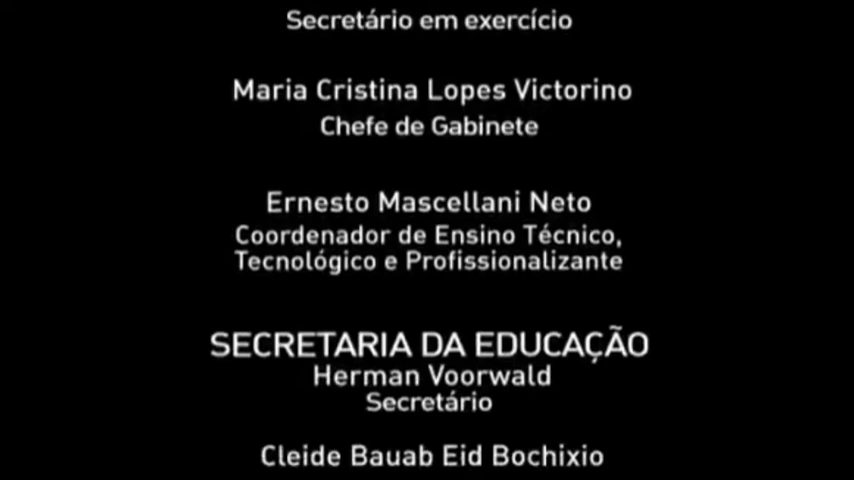 Secretário em exercício
Maria Cristina Lopes Victorino
Chefe de Gabinete
Ernesto Mascellani Neto
Coordenador de Ensino Técnico,
Tecnológico e Profissionalizante
SECRETARIA DA EDUCAÇÃO
Herman Voorwald
Secretário
Cleide Bauab Eid Bochixio